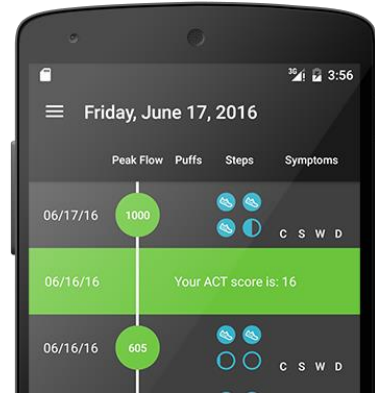 3G 3:56
Friday, June 17, 2016
Peak Flow Puffs Steps Symptoms
06/17/16 1000 C S W D
06/16/16 Your ACT score is: 16
06/16/16 605 C S W D